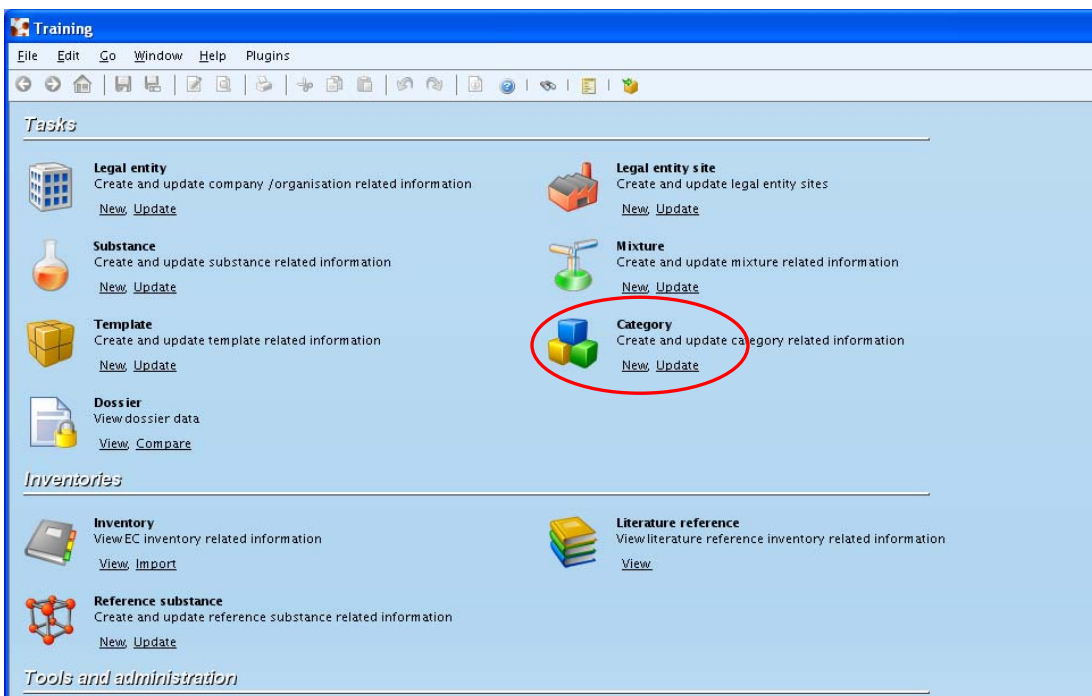 Training
File Edit Go Window Help Plugins
Tasks
Legal entity
Create and update company /organisation related information
New, Update
Legal entity site
Create and update legal entity sites
New, Update
Substance
Create and update substance related information
New, Update
Mixture
Create and update mixture related information
New, Update
Template
Create and update template related information
New, Update
Category
Create and update category related information
New, Update
Dossier
View dossier data
View, Compare
Inventories
Inventory
View EC inventory related information
View, Import
Literature reference
View literature reference inventory related information
View
Reference substance
Create and update reference substance related information
New, Update
Tools and administration